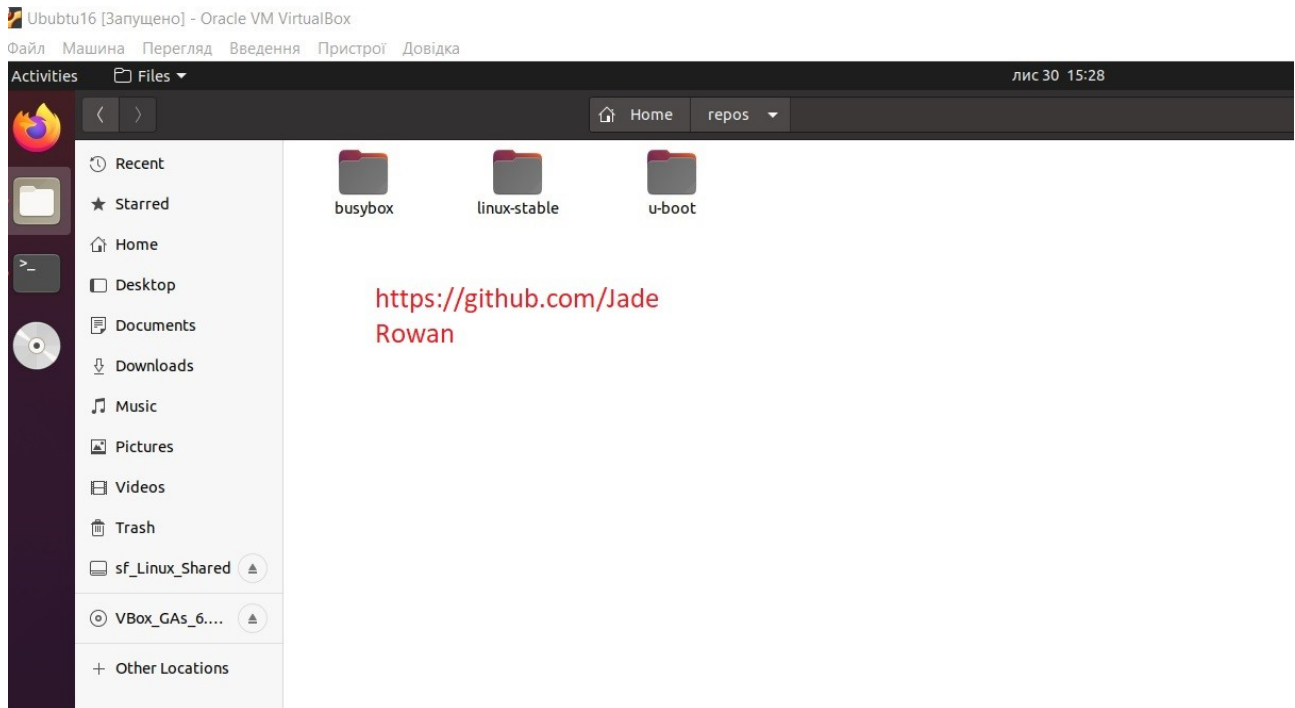 Ububtu16 [Запущено] - Oracle VM VirtualBox
Файл Машина Перегляд Введення Пристрої Довідка
Activities Files лис 30 15:28
Home repos
Recent
Starred
Home
Desktop
Documents
Downloads
Music
Pictures
Videos
Trash
sf_Linux_Shared
VBox_GAs_6....
+ Other Locations
busybox linux-stable u-boot
https://github.com/Jade
Rowan